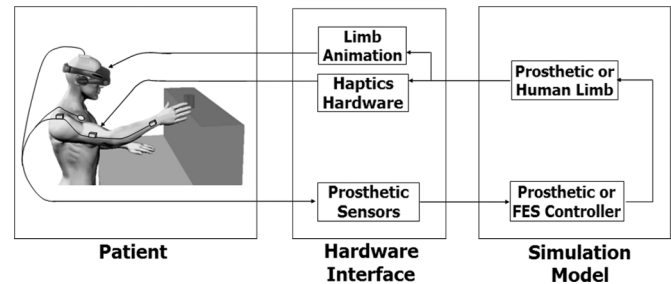 Limb
Animation
Haptics
Hardware
Prosthetic or
Human Limb
Prosthetic
Sensors
Prosthetic or
FES Controller
Patient
Hardware
Interface
Simulation
Model